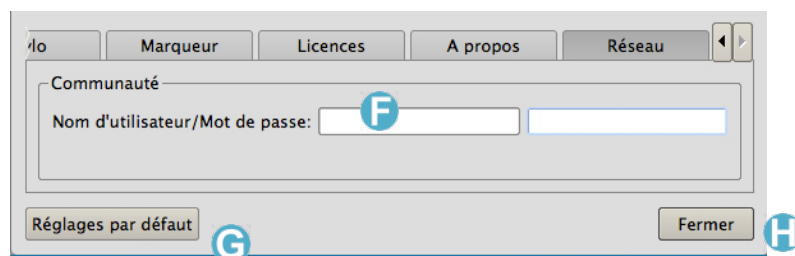 Marqueur Licences A propos Réseau
Communauté
Nom d'utilisateur/Mot de passe: F
Réglages par défaut G Fermer H